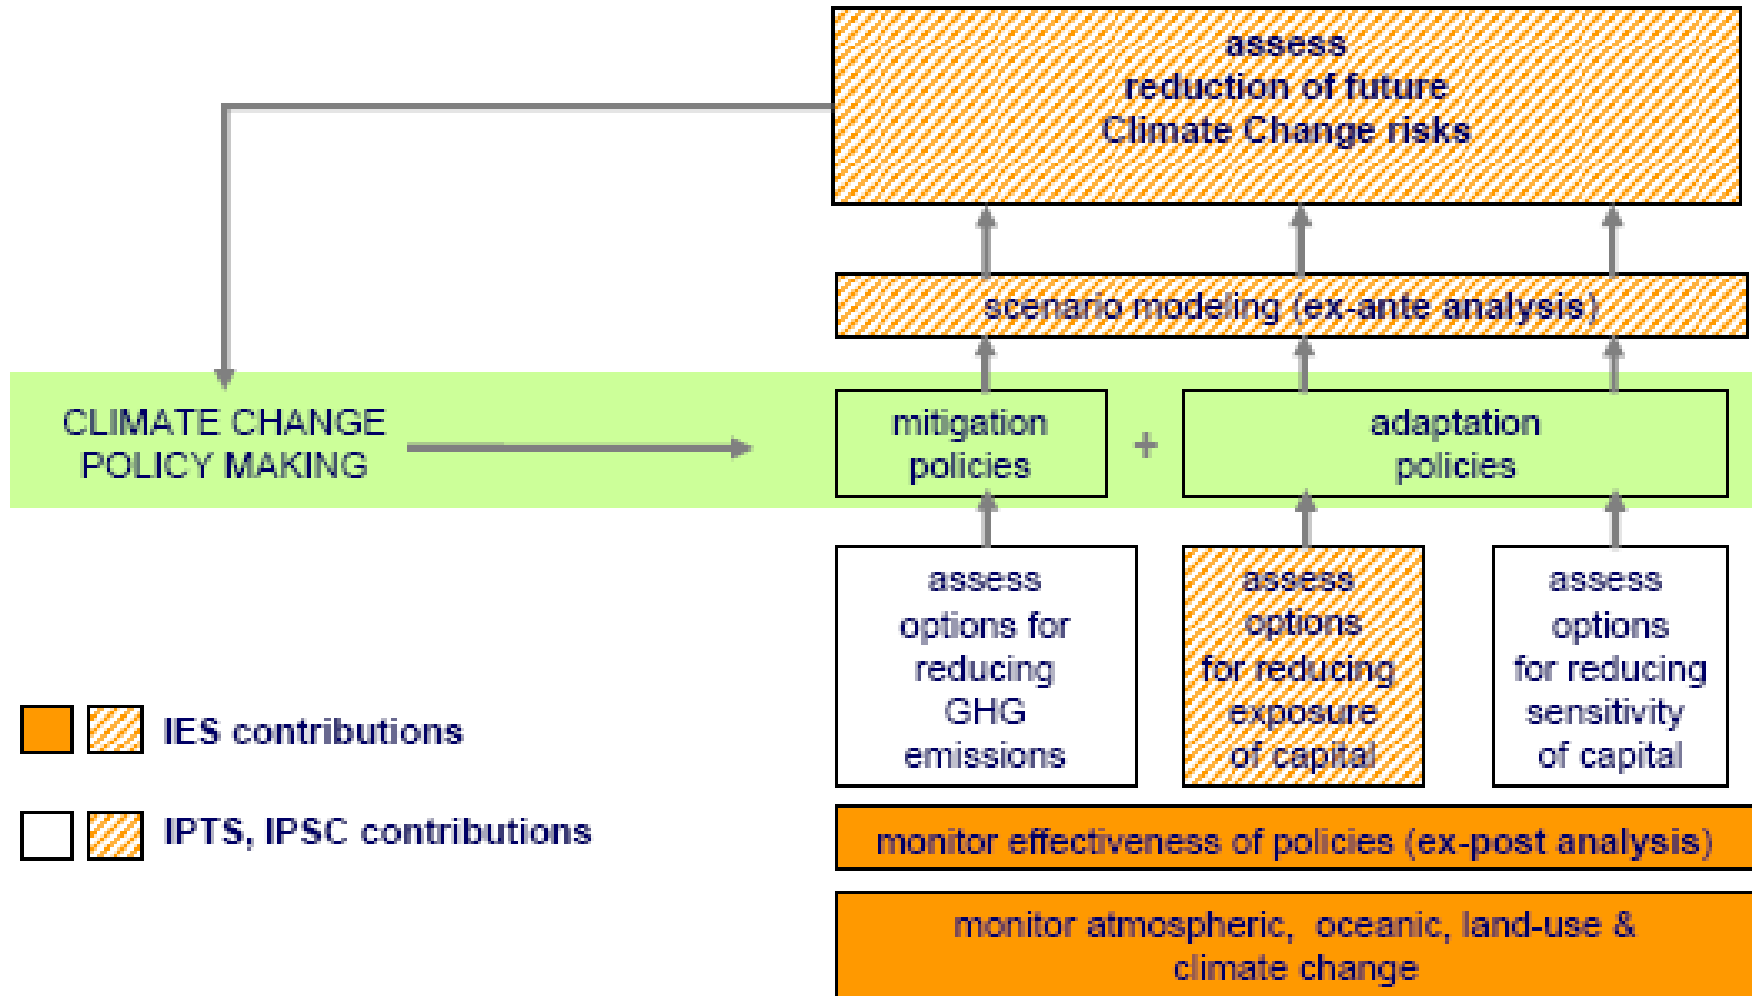 assess
reduction of future
Climate Change risks
scenario modeling (ex-ante analysis)
CLIMATE CHANGE
POLICY MAKING
mitigation
policies
+
adaptation
policies
assess
options for
reducing
GHG
emissions
assess
options
for reducing
exposure
of capital
assess
options
for reducing
sensitivity
of capital
IES contributions
IPTS, IPSC contributions
monitor effectiveness of policies (ex-post analysis)
monitor atmospheric, oceanic, land-use &
climate change